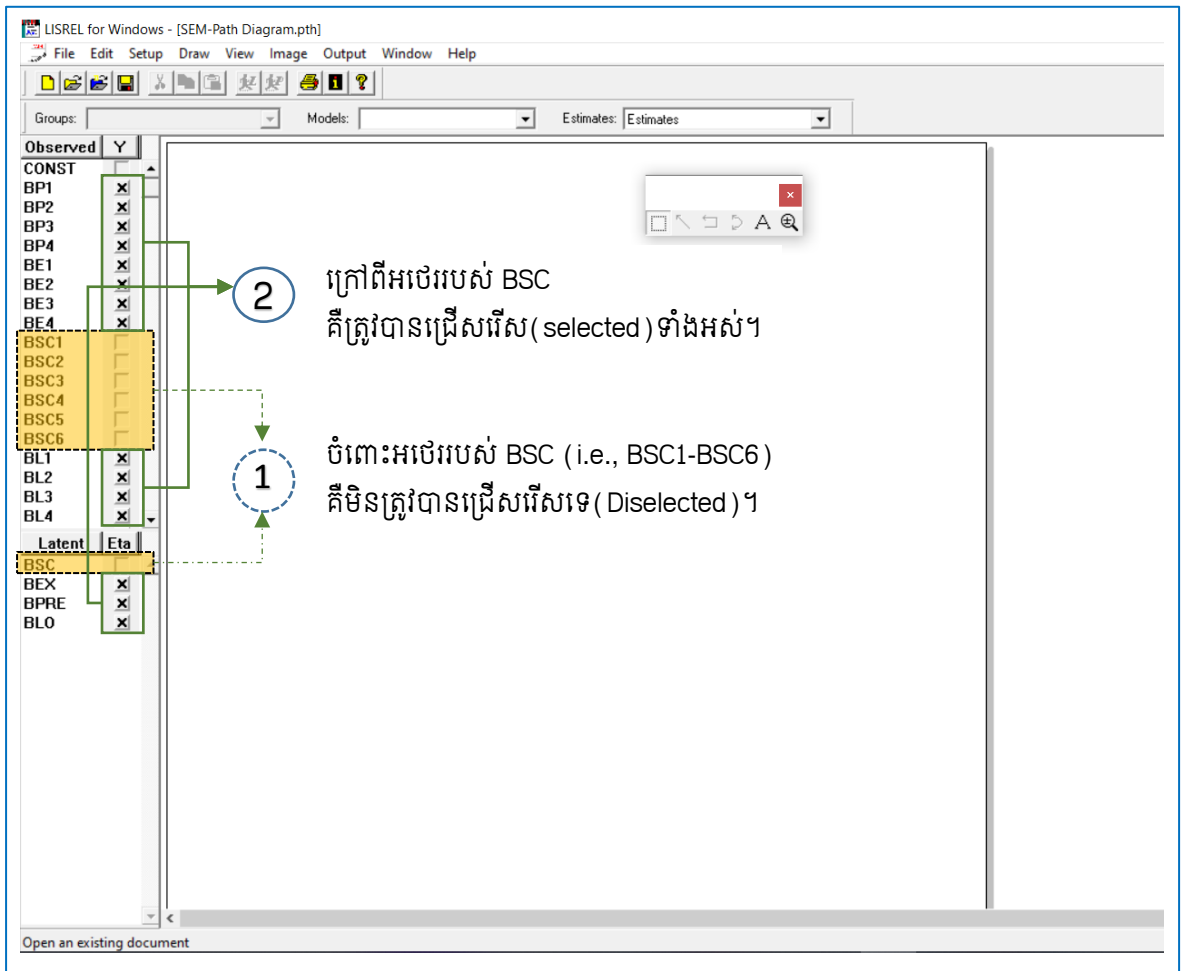 LISREL for Windows - [SEM-Path Diagram.pth]
File Edit Setup Draw View Image Output Window Help
Groups: Models: Estimates: Estimates
Observed Y
CONST
BP1
BP2
BP3
BP4
BE1
BE2
BE3
BE4
BSC1
BSC2
BSC3
BSC4
BSC5
BSC6
BL1
BL2
BL3
BL4
Latent Eta
BSC
BEX
BPRE
BLO
A
2
ក្រៅពីអថេររបស់ BSC
គឺត្រូវបានជ្រើសរើស(selected)ទាំងអស់។
1
ចំពោះអថេររបស់ BSC (i.e., BSC1-BSC6)
គឺមិនត្រូវបានជ្រើសរើសទេ(Diselected)។
Open an existing document